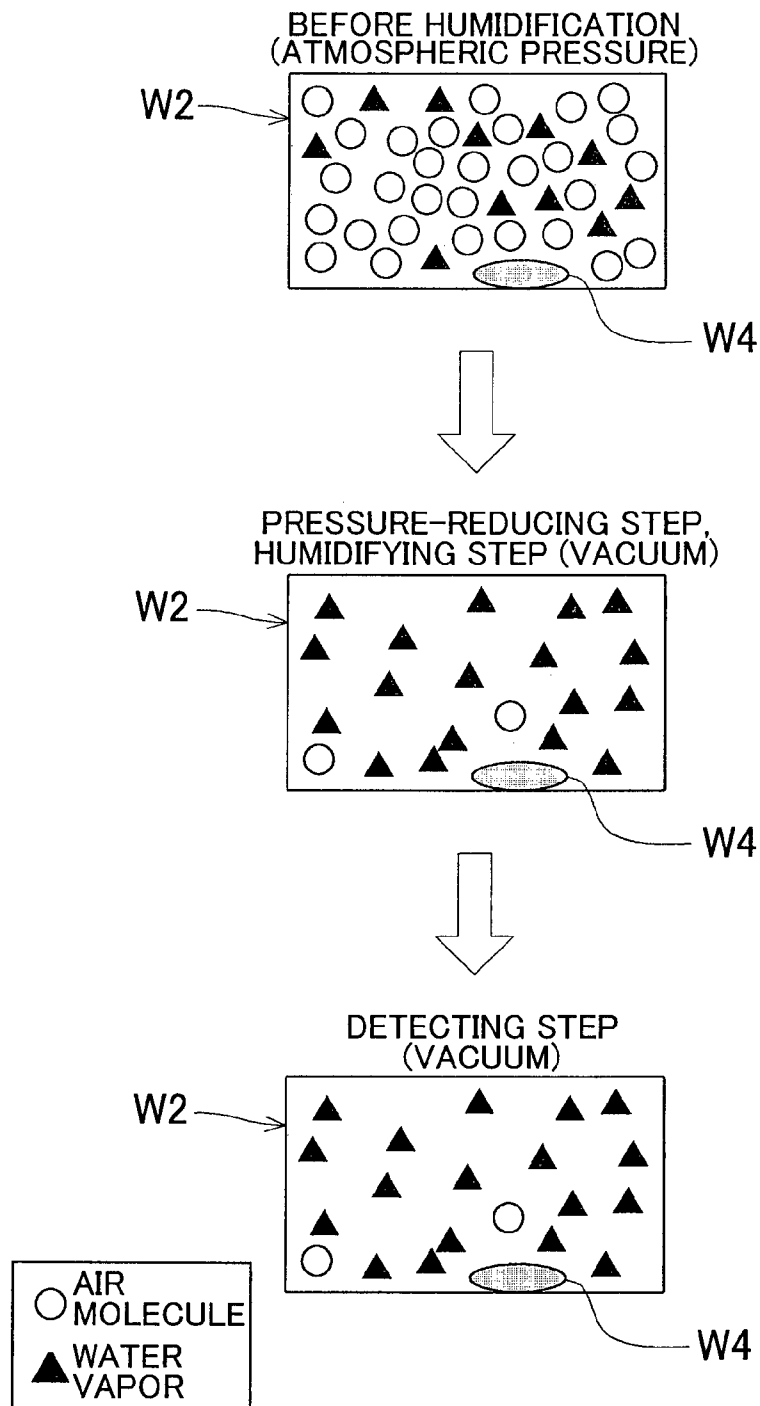 BEFORE HUMIDIFICATION
(ATMOSPHERIC PRESSURE)
W2
W4
PRESSURE-REDUCING STEP,
HUMIDIFYING STEP (VACUUM)
W2
W4
DETECTING STEP
(VACUUM)
W2
W4
AIR
MOLECULE
WATER
VAPOR